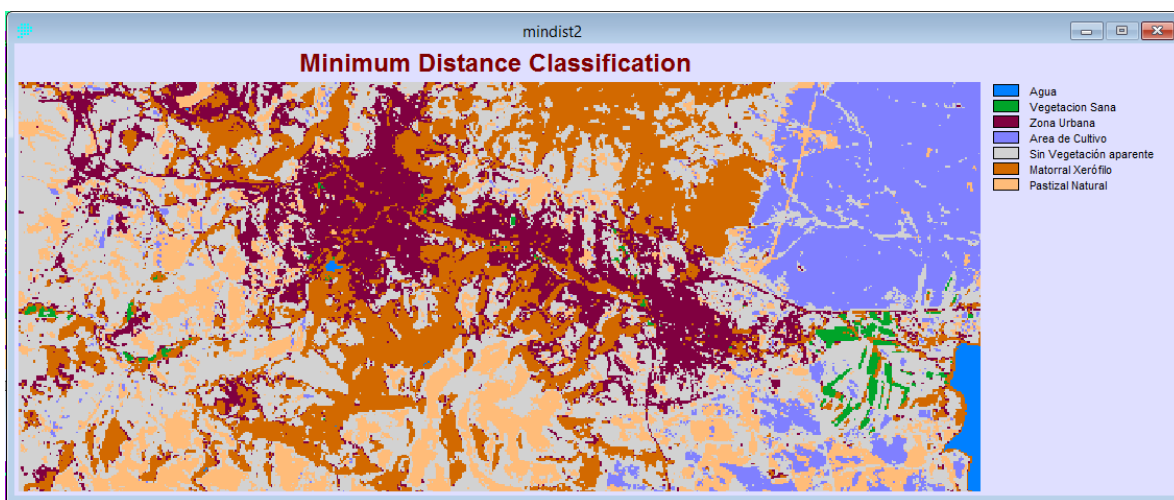 mindist2
Minimum Distance Classification
Agua
Vegetacion Sana
Zona Urbana
Area de Cultivo
Sin Vegetación aparente
Matorral Xerófilo
Pastizal Natural